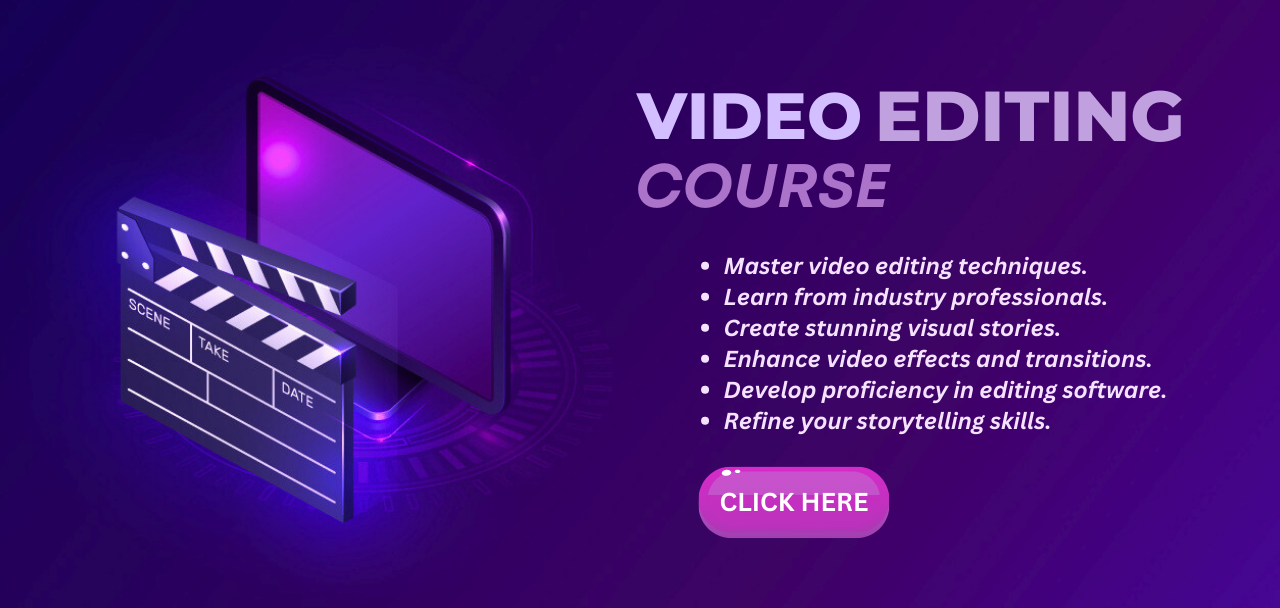 VIDEO EDITING
COURSE
• Master video editing techniques.
• Learn from industry professionals.
• Create stunning visual stories.
• Enhance video effects and transitions.
• Develop proficiency in editing software.
• Refine your storytelling skills.
CLICK HERE
SCENE
TAKE
DATE